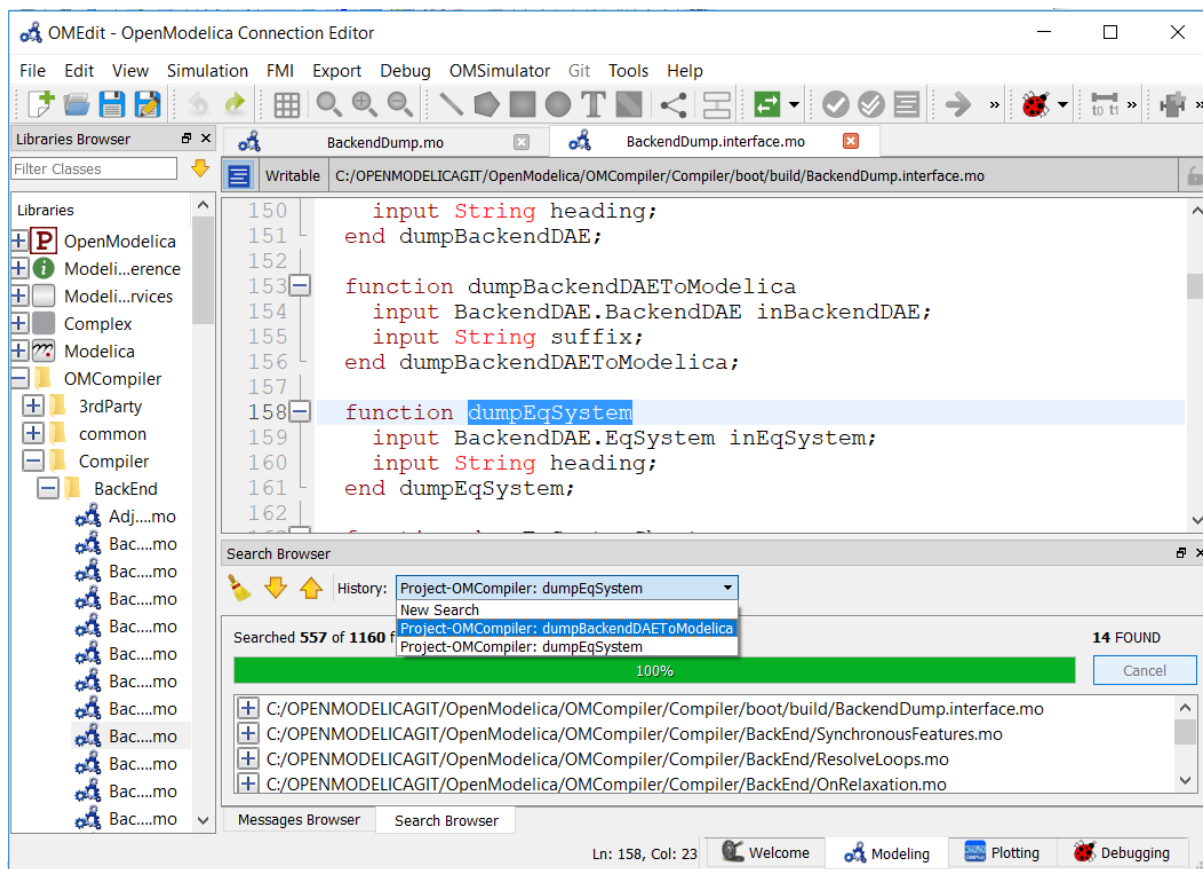 OMEdit - OpenModelica Connection Editor
File Edit View Simulation FMI Export Debug OMSimulator Git Tools Help
T » to ti » »
Libraries Browser
BackendDump.mo
BackendDump.interface.mo
Filter Classes
Writable C:/OPENMODELICAGIT/OpenModelica/OMCompiler/Compiler/boot/build/BackendDump.interface.mo
Libraries
P OpenModelica
i Modeli...erence
Modeli...rvices
Complex
Modelica
OMCompiler
3rdParty
common
Compiler
BackEnd
Adj....mo
Bac....mo
Bac....mo
Bac....mo
Bac....mo
Bac....mo
Bac....mo
Bac....mo
Bac....mo
Bac....mo
Bac....mo
Bac....mo
150 input String heading;
151 end dumpBackendDAE;
152
153 function dumpBackendDAEToModelica
154 input BackendDAE.BackendDAE inBackendDAE;
155 input String suffix;
156 end dumpBackendDAEToModelica;
157
158 function dumpEqSystem
159 input BackendDAE.EqSystem inEqSystem;
160 input String heading;
161 end dumpEqSystem;
162
Search Browser
History: Project-OMCompiler: dumpEqSystem
New Search
Project-OMCompiler: dumpBackendDAEToModelica
Project-OMCompiler: dumpEqSystem
Searched 557 of 1160 f
14 FOUND
100%
Cancel
C:/OPENMODELICAGIT/OpenModelica/OMCompiler/Compiler/boot/build/BackendDump.interface.mo
C:/OPENMODELICAGIT/OpenModelica/OMCompiler/Compiler/BackEnd/SynchronousFeatures.mo
C:/OPENMODELICAGIT/OpenModelica/OMCompiler/Compiler/BackEnd/ResolveLoops.mo
C:/OPENMODELICAGIT/OpenModelica/OMCompiler/Compiler/BackEnd/OnRelaxation.mo
Messages Browser Search Browser
Ln: 158, Col: 23 Welcome Modeling Plotting Debugging